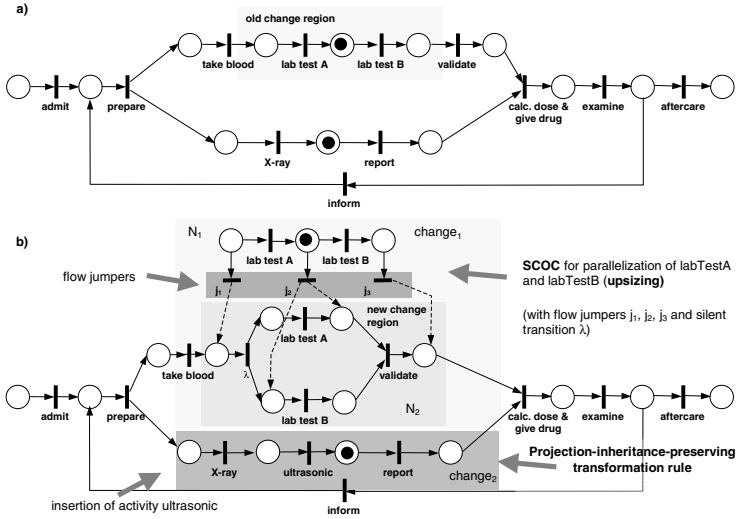 a)
old change region
take blood
lab test A
lab test B
validate
admit
prepare
calc. dose &
give drug
examine
aftercare
X-ray
report
inform
b)
N1
change1
lab test A
lab test B
flow jumpers
j1
j2
j3
SCOC for parallelization of labTestA
and labTestB (upsizing)
(with flow jumpers j1, j2, j3 and silent
transition λ)
new change
region
lab test A
take blood
λ
validate
lab test B
N2
admit
prepare
calc. dose &
give drug
examine
aftercare
X-ray
ultrasonic
report
change2
Projection-inheritance-preserving
transformation rule
insertion of activity ultrasonic
inform